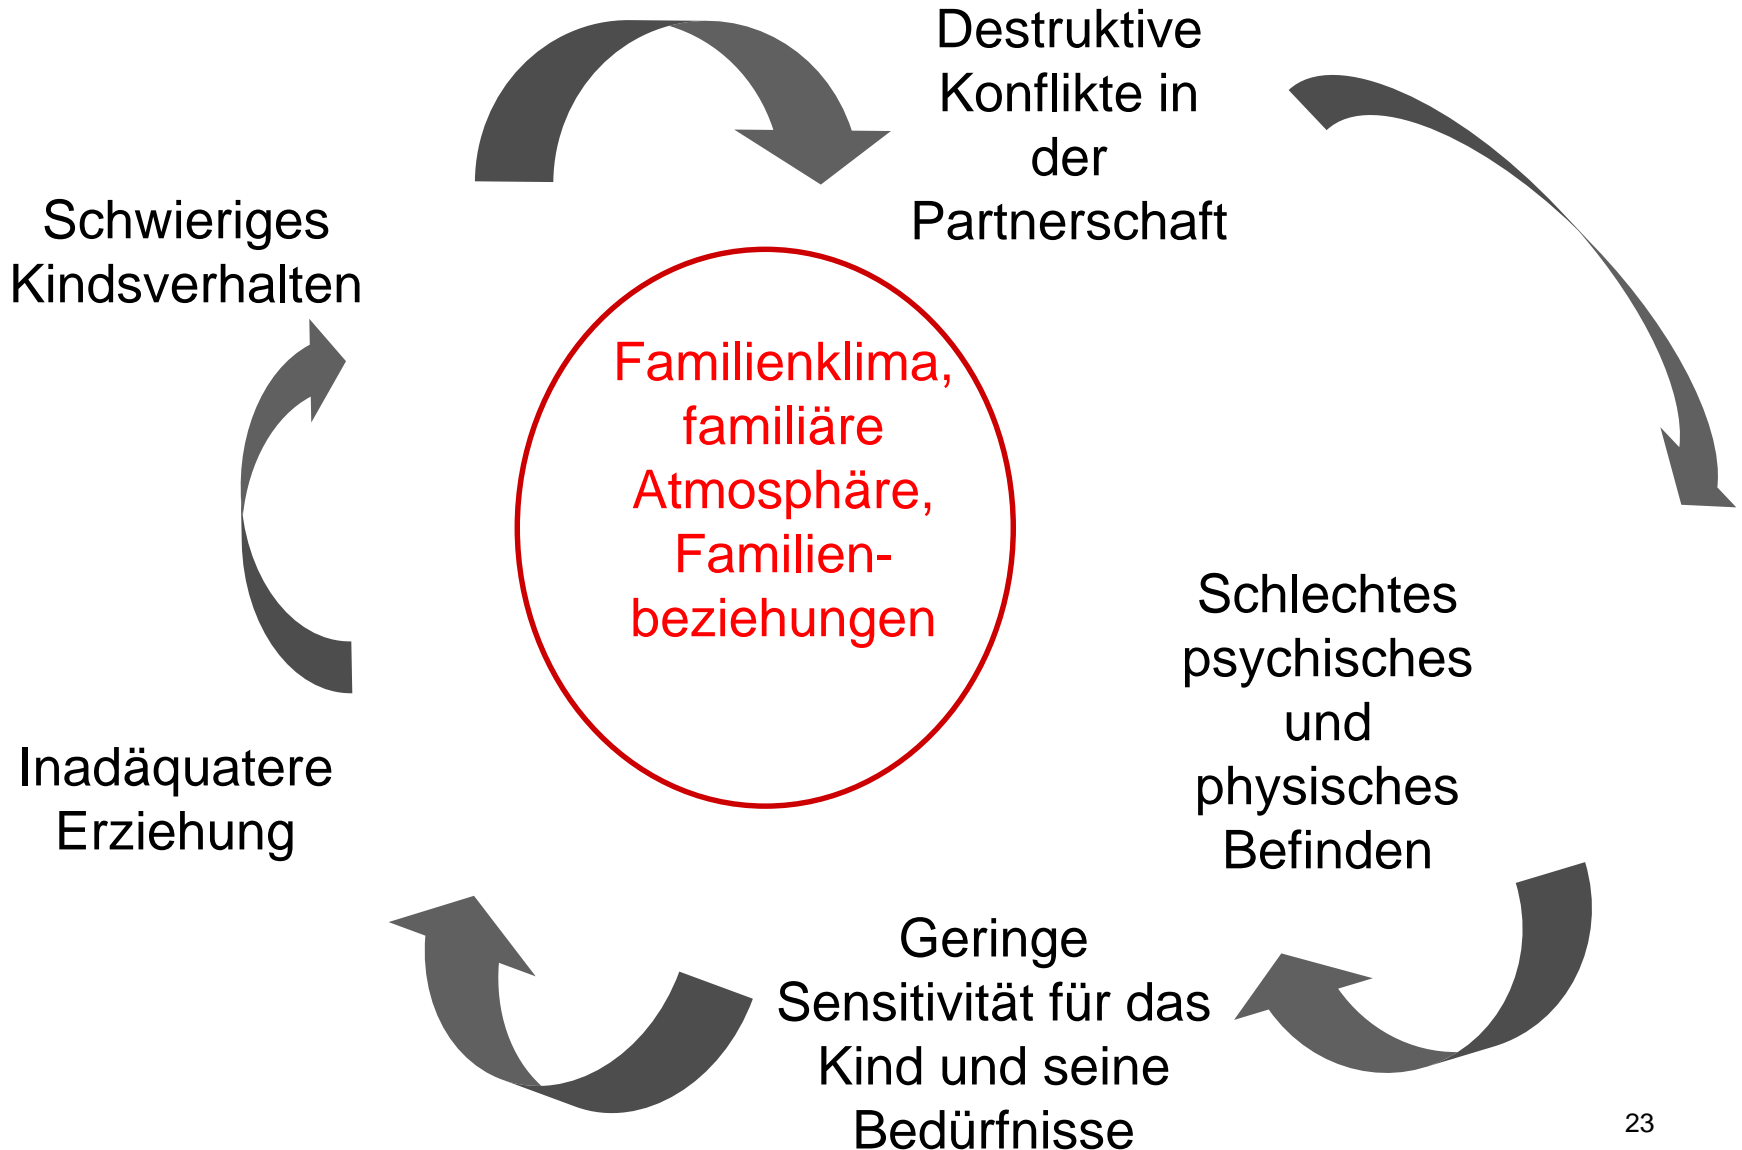 Destruktive
Konflikte in
der
Partnerschaft
Schwieriges
Kindsverhalten
Familienklima,
familiäre
Atmosphäre,
Familien-
beziehungen
Schlechtes
psychisches
und
physisches
Befinden
Inadäquatere
Erziehung
Geringe
Sensitivität für das
Kind und seine
Bedürfnisse
23